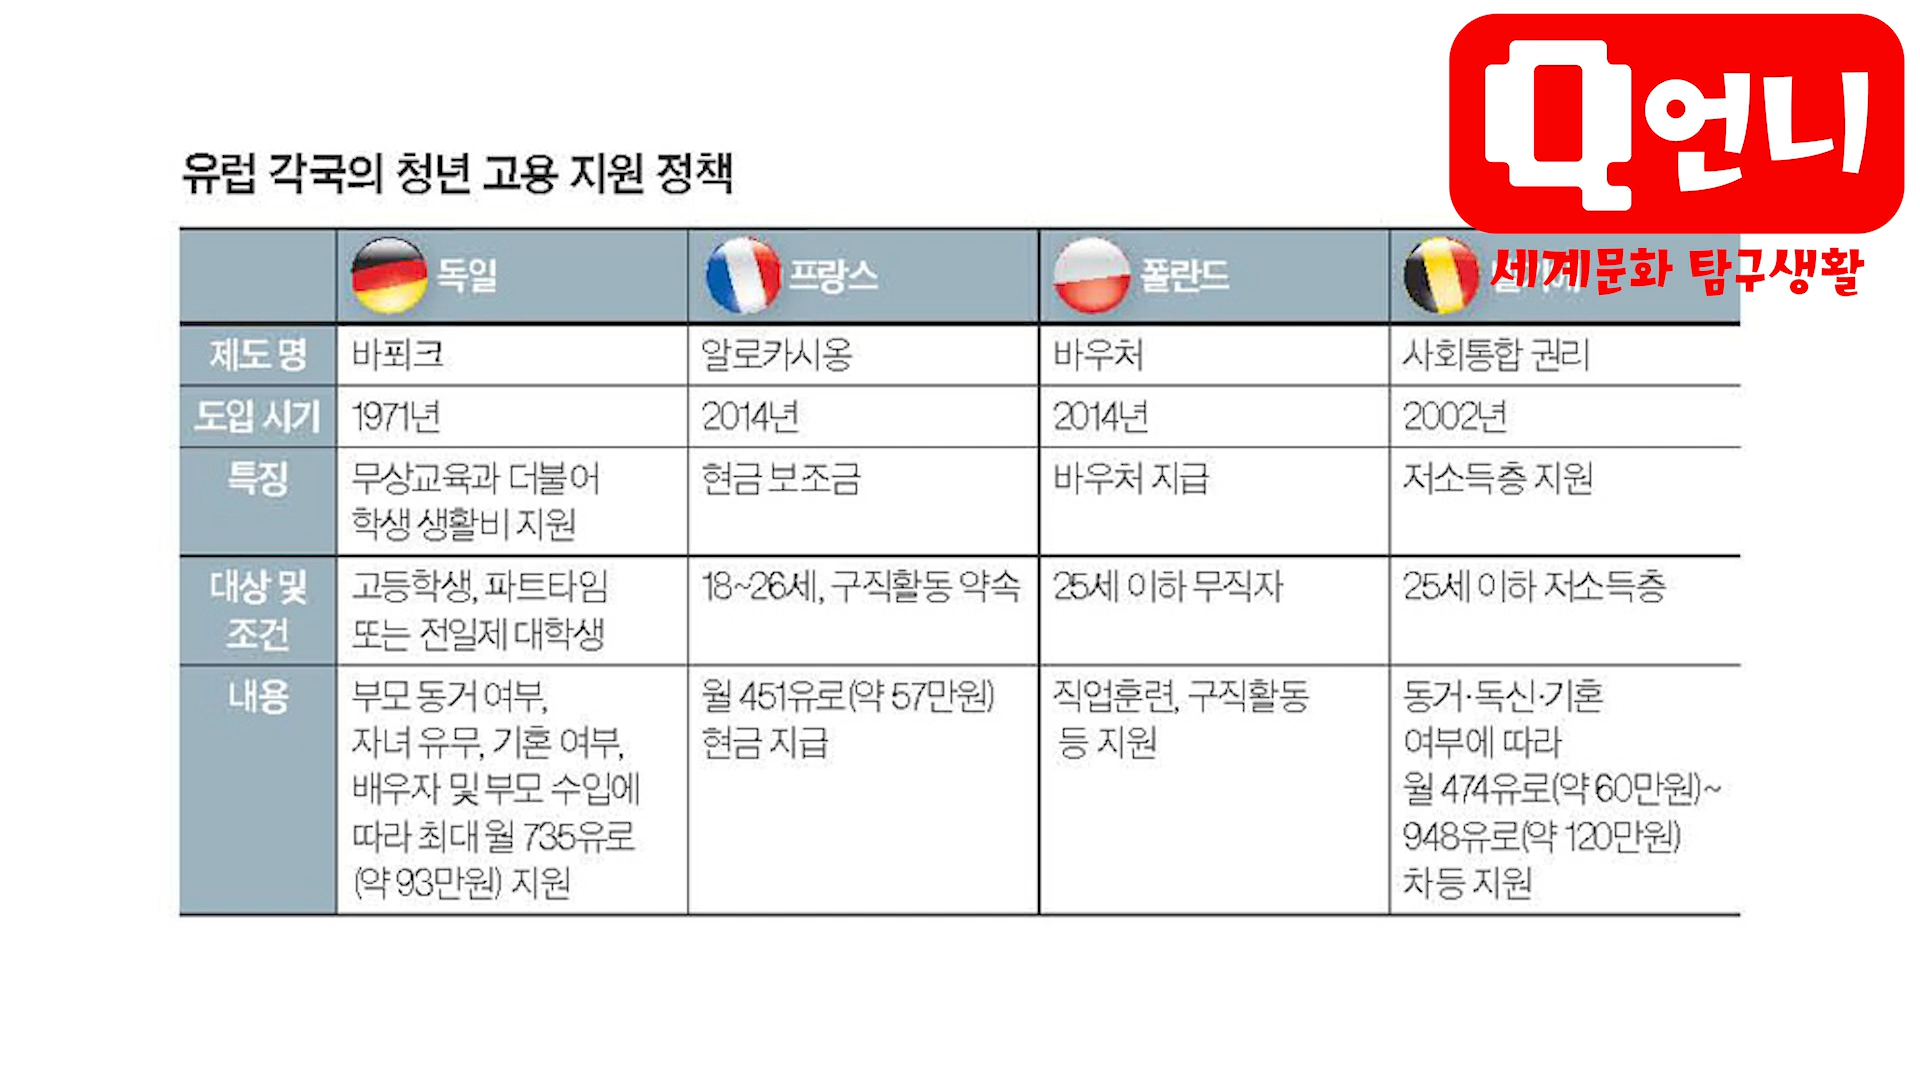 Q언니
세계문화 탐구생활
유럽 각국의 청년 고용 지원 정책
독일 프랑스 폴란드
제도 명 바푀크 알로카시옹 바우처 사회통합 권리
도입 시기 1971년 2014년 2014년 2002년
특징 무상교육과 더불어 현금 보조금 바우처 지급 저소득층 지원
학생 생활비 지원
대상 및 고등학생, 파트타임 18~26세, 구직활동 약속 25세 이하 무직자 25세 이하 저소득층
조건 또는 전일제 대학생
내용 부모 동거 여부, 월 451유로(약 57만원) 직업훈련, 구직활동 동거·독신·기혼
자녀 유무, 기혼 여부, 현금 지급 등 지원 여부에 따라
배우자 및 부모 수입에 월 474유로(약 60만원)~
따라 최대 월 735유로 948유로(약 120만원)
(약 93만원) 지원 차등 지원